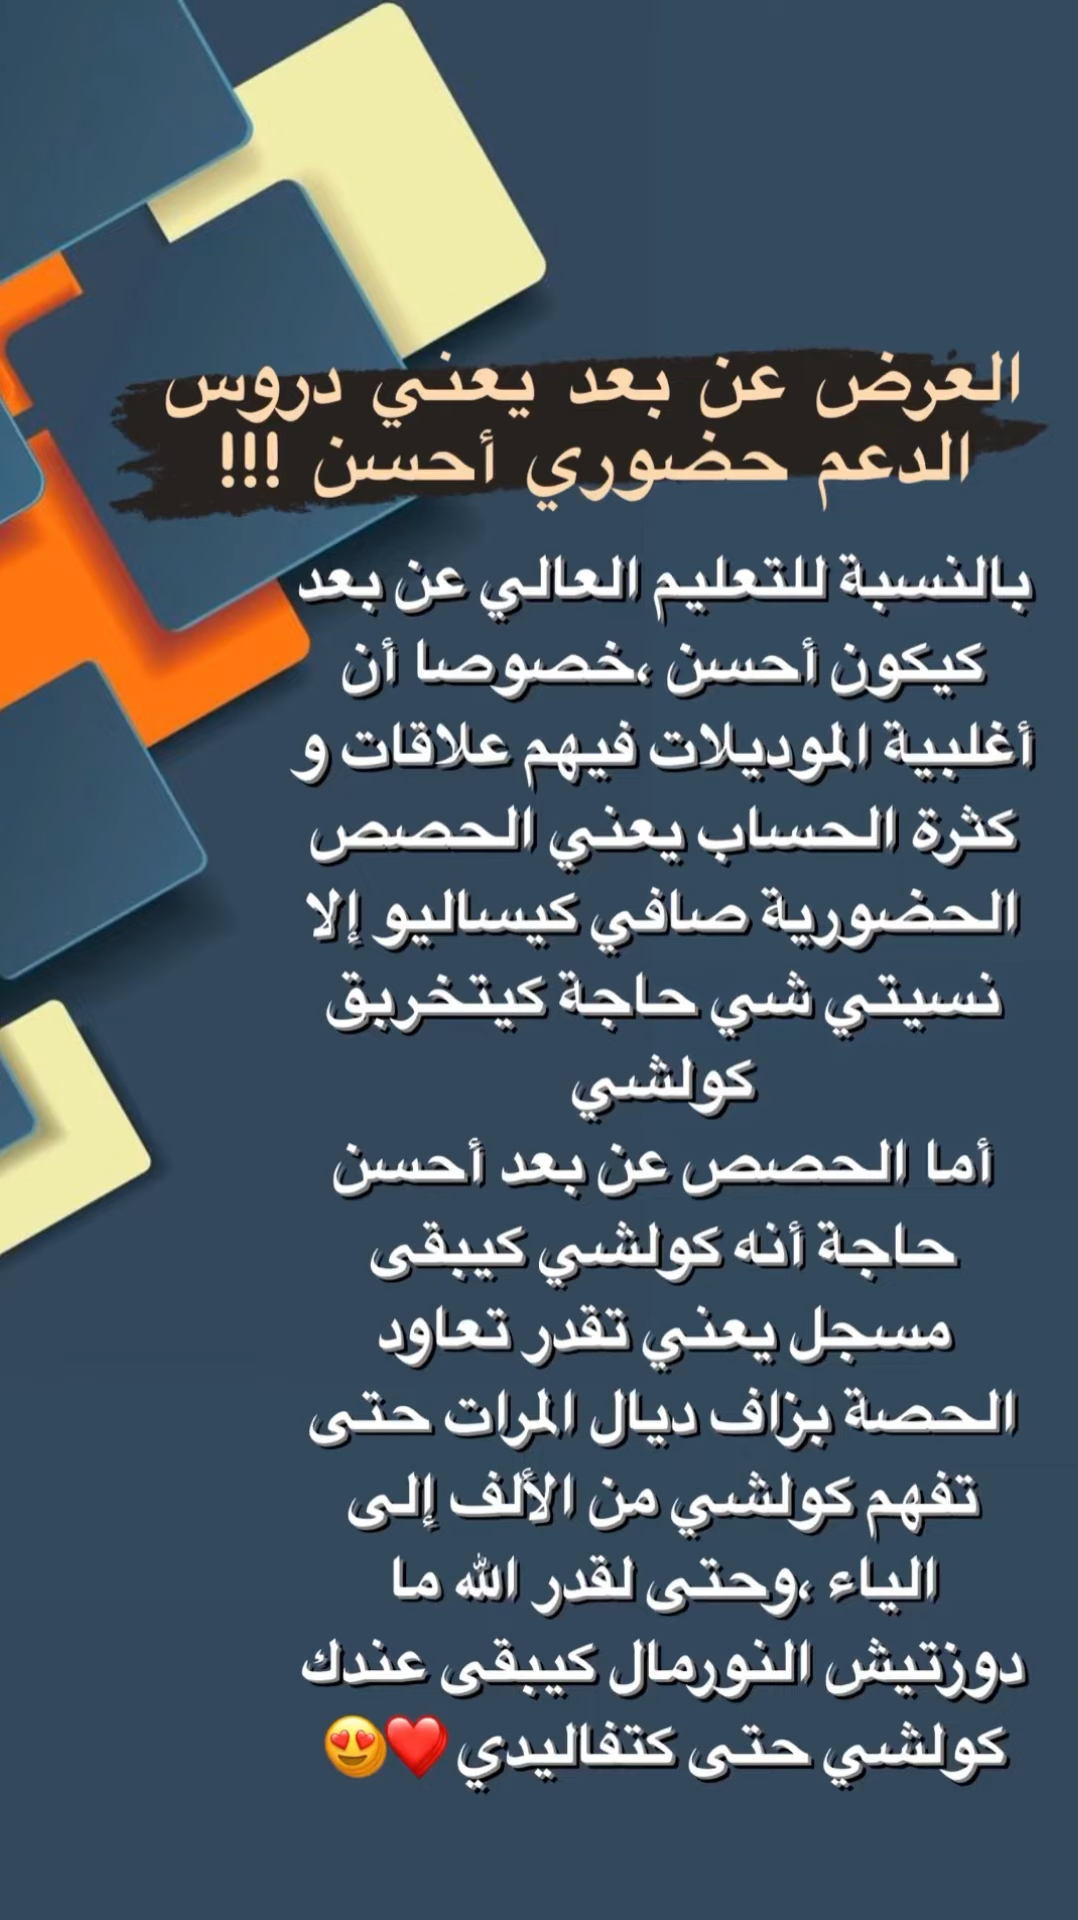 العرض عن بعد يعني دروس
الدعم حضوري أحسن !!!
بالنسبة للتعليم العالي عن بعد
كيكون أحسن ،خصوصا أن
أغلبية الموديلات فيهم علاقات و
كثرة الحساب يعني الحصص
الحضورية صافي كيساليو إلا
نسيتي شي حاجة كيتخربق
كولشي
أما الحصص عن بعد أحسن
حاجة أنه كولشي كيبقى
مسجل يعني تقدر تعاود
الحصة بزاف ديال المرات حتى
تفهم كولشي من الألف إلى
الياء ،وحتى لقدر الله ما
دوزتيش النورمال كيبقى عندك
كولشي حتى كتفاليدي ❤️😍